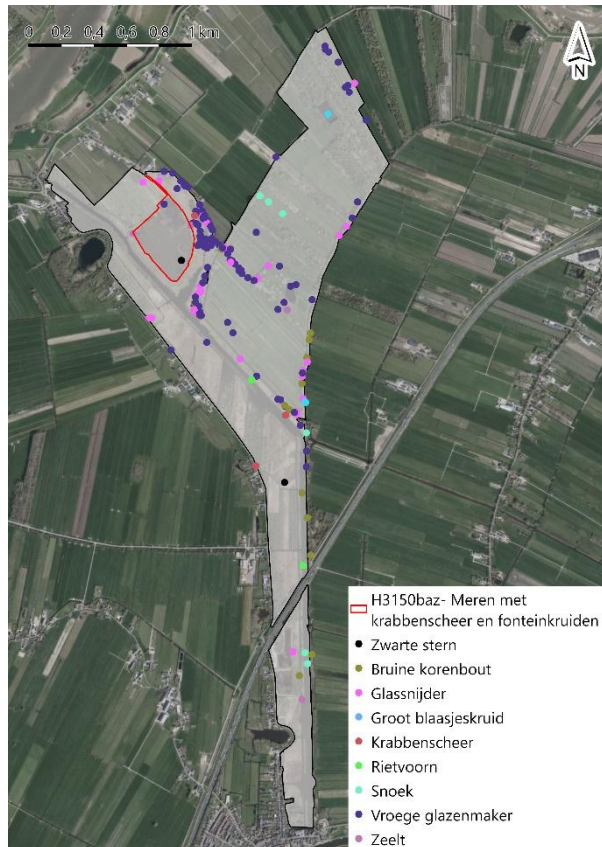 0 0,2 0,4 0,6 0,8 1 km
N
H3150baz- Meren met
krabbenscheer en fonteinkruiden
Zwarte stern
Bruine korenbout
Glassnijder
Groot blaasjeskruid
Krabbenscheer
Rietvoorn
Snoek
Vroege glazenmaker
Zeelt